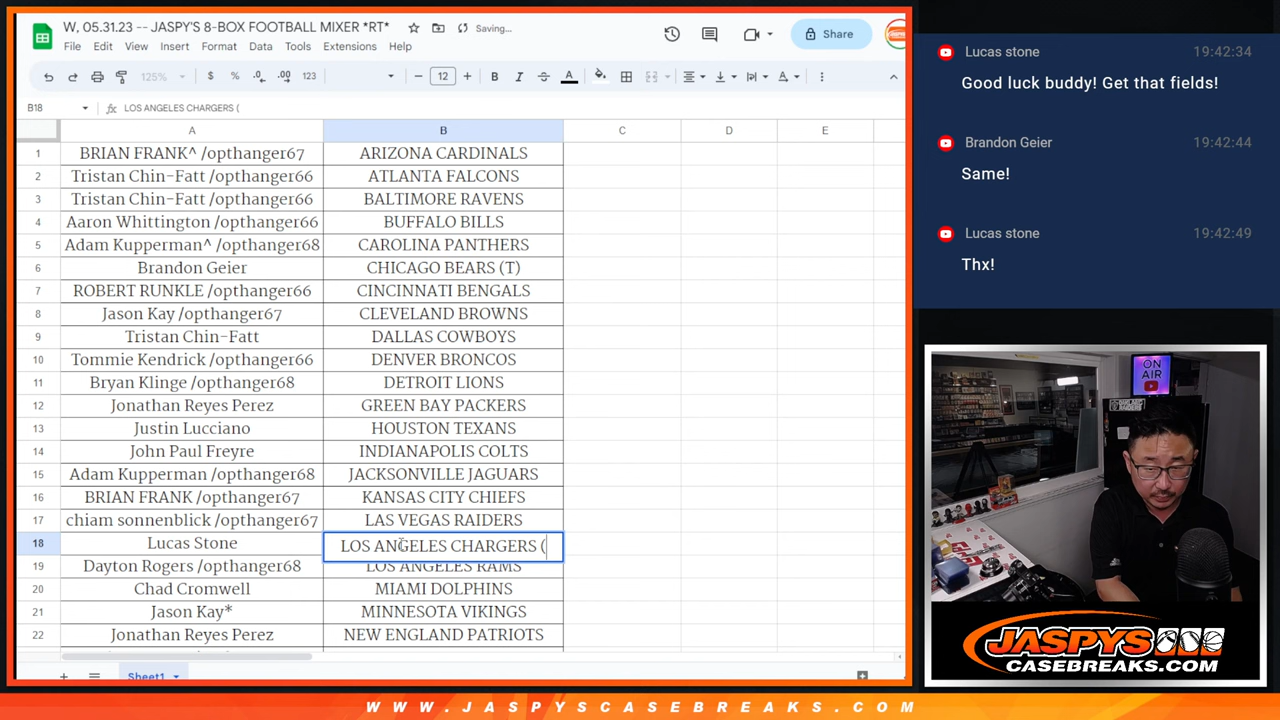 W, 05.31.23 -- JASPY'S 8-BOX FOOTBALL MIXER *RT*
Saving...
File Edit View Insert Format Data Tools Extensions Help
Share
125% $ % .0 .00 123 12 B I A
B18 fx LOS ANGELES CHARGERS (
A B C D E
1 BRIAN FRANK^ /opthanger67 ARIZONA CARDINALS
2 Tristan Chin-Fatt /opthanger66 ATLANTA FALCONS
3 Tristan Chin-Fatt /opthanger66 BALTIMORE RAVENS
4 Aaron Whittington /opthanger66 BUFFALO BILLS
5 Adam Kupperman^ /opthanger68 CAROLINA PANTHERS
6 Brandon Geier CHICAGO BEARS (T)
7 ROBERT RUNKLE /opthanger66 CINCINNATI BENGALS
8 Jason Kay /opthanger67 CLEVELAND BROWNS
9 Tristan Chin-Fatt DALLAS COWBOYS
10 Tommie Kendrick /opthanger66 DENVER BRONCOS
11 Bryan Klinge /opthanger68 DETROIT LIONS
12 Jonathan Reyes Perez GREEN BAY PACKERS
13 Justin Lucciano HOUSTON TEXANS
14 John Paul Freyre INDIANAPOLIS COLTS
15 Adam Kupperman /opthanger68 JACKSONVILLE JAGUARS
16 BRIAN FRANK /opthanger67 KANSAS CITY CHIEFS
17 chiam sonnenblick /opthanger67 LAS VEGAS RAIDERS
18 Lucas Stone LOS ANGELES CHARGERS (
19 Dayton Rogers /opthanger68 LOS ANGELES RAMS
20 Chad Cromwell MIAMI DOLPHINS
21 Jason Kay* MINNESOTA VIKINGS
22 Jonathan Reyes Perez NEW ENGLAND PATRIOTS
Sheet1
Lucas stone 19:42:34
Good luck buddy! Get that fields!
Brandon Geier 19:42:44
Same!
Lucas stone 19:42:49
Thx!
ON
AIR
JASPYS
CASEBREAKS.COM
WWW.JASPYSCASEBREAKS.COM